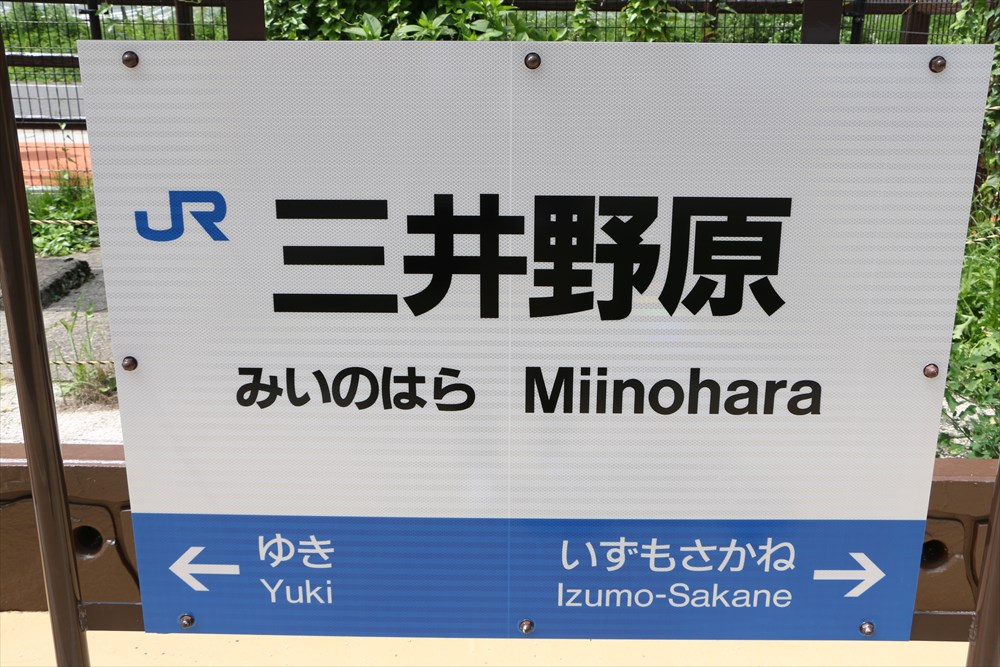 JR 三井野原
みいのはら Miinohara
← ゆき いずもさかね →
Yuki Izumo-Sakane